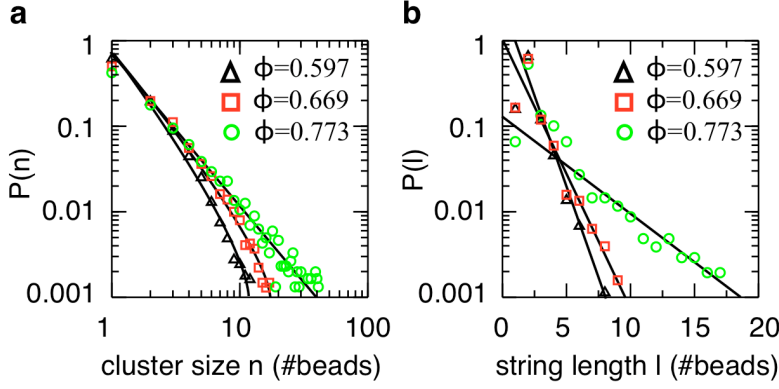 a
1
0.1
0.01
0.001
1
10
100
P(n)
cluster size n (#beads)
ϕ=0.597
ϕ=0.669
ϕ=0.773
b
1
0.1
0.01
0.001
0
5
10
15
20
P(l)
string length l (#beads)
ϕ=0.597
ϕ=0.669
ϕ=0.773